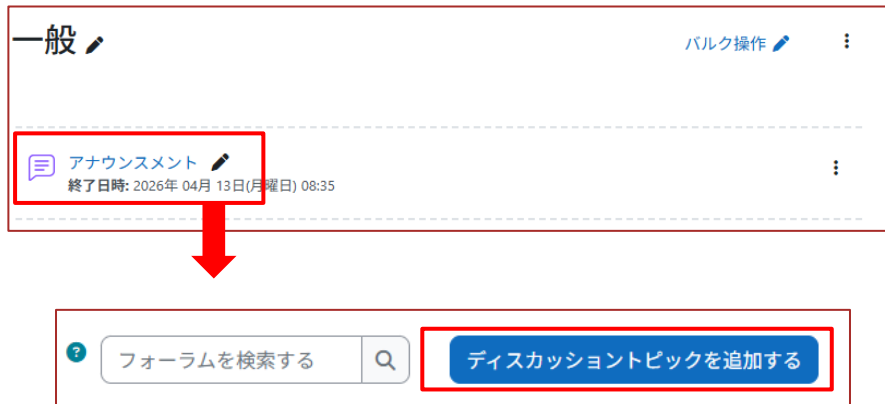 一般
バルク操作
アナウンスメント
終了日時: 2026年 04月 13日(月曜日) 08:35
? フォーラムを検索する ディスカッショントピックを追加する